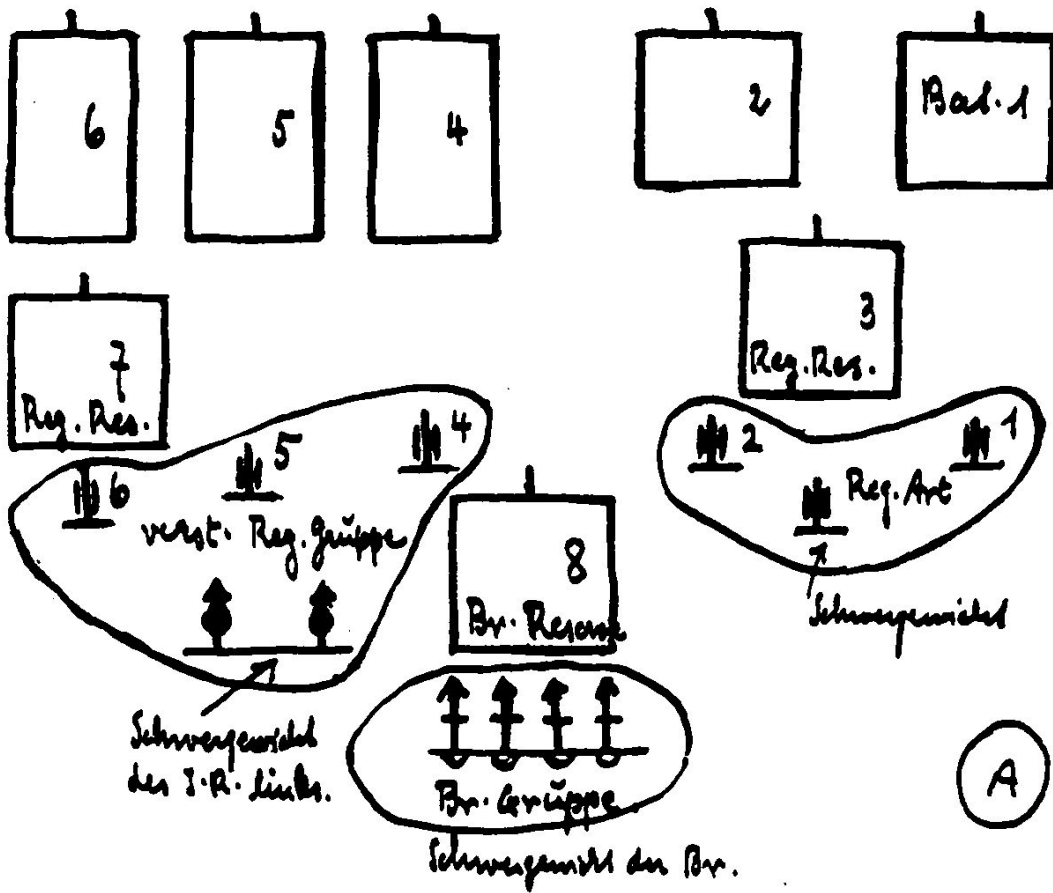 6
5
4
2
Bat. 1
7
Reg. Res.
3
Reg. Res.
6
5
4
verst. Reg. Gruppe
2
1
Reg. Art
Schwergewicht
8
Br. Reserve
Schwergewicht
des I.R. links.
Br. Gruppe
Schwergewicht der Br.
A